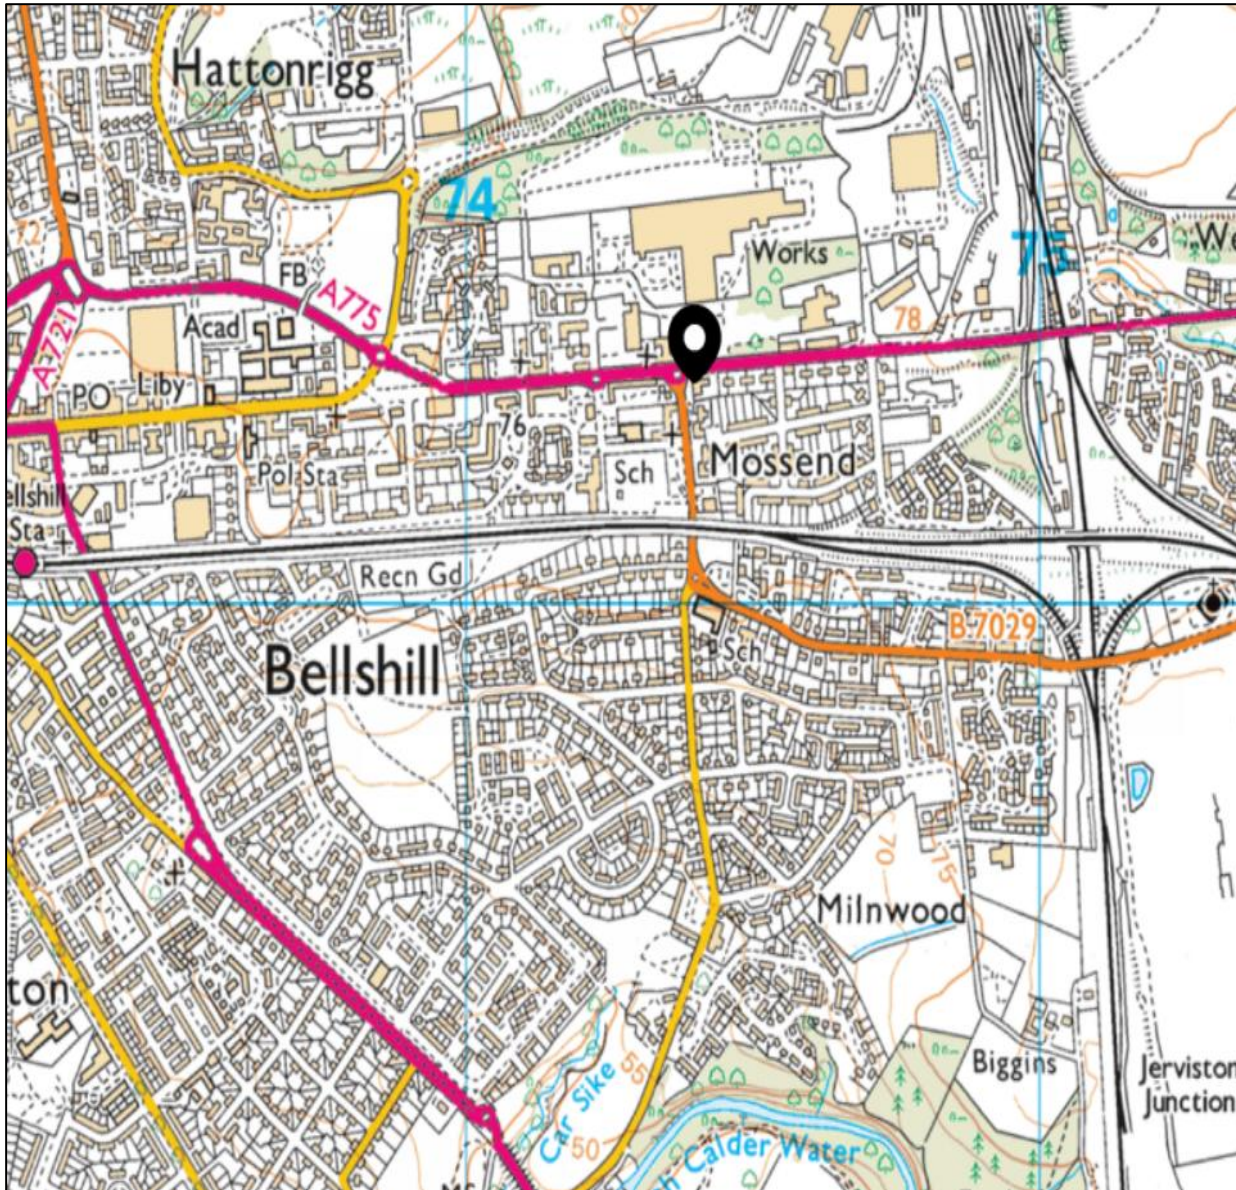 Hattonrigg
74
72
FB
A775
Works
75
A721
Acad
78
PO
Liby
76
Pol Sta
Sch
Mossend
ellshill
Sta
Recn Gd
B7029
Sch
Bellshill
70
75
Milnwood
ton
55
Biggins
Jerviston
Junction
Car Sike
50
Calder Water